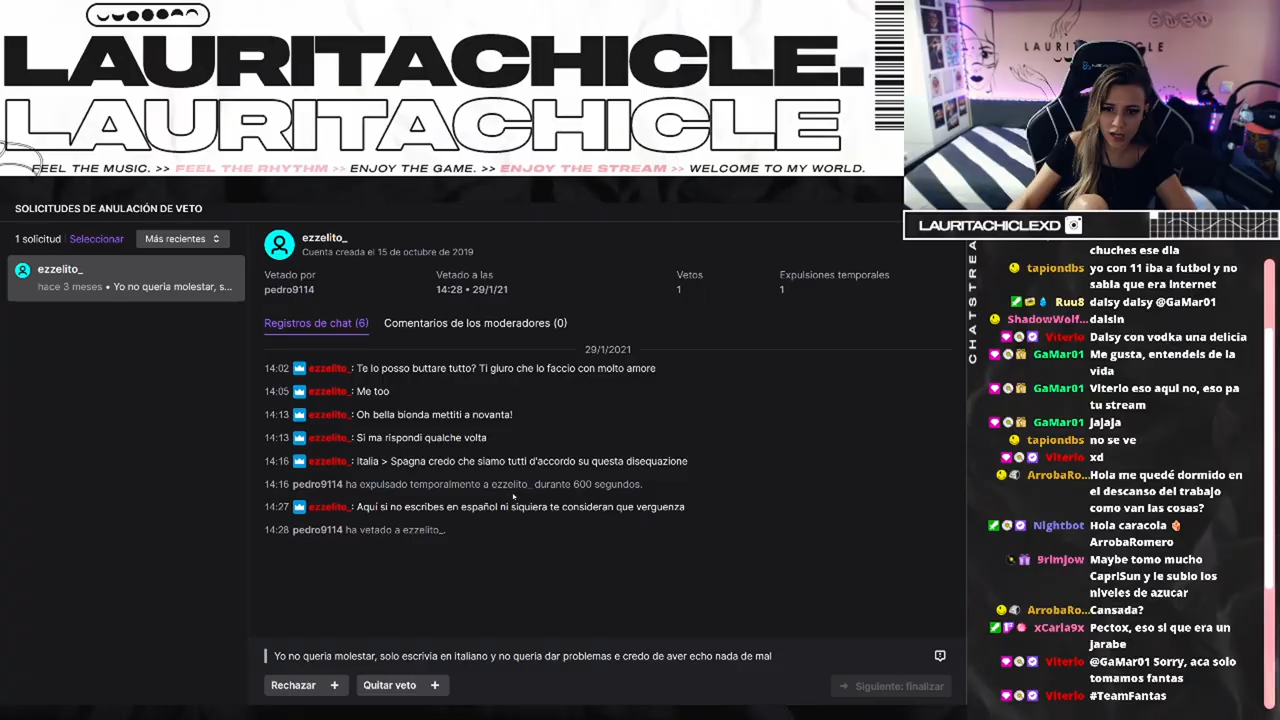 LAURITACHICLE.
LAURITACHICLE
FEEL THE MUSIC. >> FEEL THE RHYTHM >> ENJOY THE GAME. >> ENJOY THE STREAM >> WELCOME TO MY WORLD.
SOLICITUDES DE ANULACIÓN DE VETO
1 solicitud Seleccionar Más recientes
ezzelito_
hace 3 meses • Yo no queria molestar, s...
ezzelito_
Cuenta creada el 15 de octubre de 2019
Vetado por Vetado a las Vetos Expulsiones temporales
pedro9114 14:28 • 29/1/21 1 1
Registros de chat (6) Comentarios de los moderadores (0)
29/1/2021
14:02 ezzelito_: Te lo posso buttare tutto? Ti giuro che lo faccio con molto amore
14:05 ezzelito_: Me too
14:13 ezzelito_: Oh bella bionda mettiti a novanta!
14:13 ezzelito_: Si ma rispondi qualche volta
14:16 ezzelito_: Italia > Spagna credo che siamo tutti d'accordo su questa disequazione
14:16 pedro9114 ha expulsado temporalmente a ezzelito_ durante 600 segundos.
14:27 ezzelito_: Aqui si no escribes en español ni siquiera te consideran que verguenza
14:28 pedro9114 ha vetado a ezzelito_.
Yo no queria molestar, solo escrivia en italiano y no queria dar problemas e credo de aver echo nada de mal
Rechazar + Quitar veto + → Siguiente: finalizar
LAURITACHICLE
LAURITACHICLEXD
CHATSTREA
chuches ese dia
tapiondbs yo con 11 iba a futbol y no
sabia que era internet
Ruu8 dalsy dalsy @GaMar01
ShadowWolf... dalsin
Viterio Dalsy con vodka una delicia
GaMar01 Me gusta, entendeis de la
vida
GaMar01 Viterio eso aqui no, eso pa
tu stream
GaMar01 jajaja
tapiondbs no se ve
Viterio xd
ArrobaRo... Hola me quedé dormido en
el descanso del trabajo
como van las cosas?
Nightbot Hola caracola
ArrobaRomero
9rimjow Maybe tomo mucho
CapriSun y le subio los
niveles de azucar
ArrobaRo... Cansada?
xCarla9x Pectox, eso si que era un
jarabe
Viterio @GaMar01 Sorry, aca solo
tomamos fantas
Viterio #TeamFantas